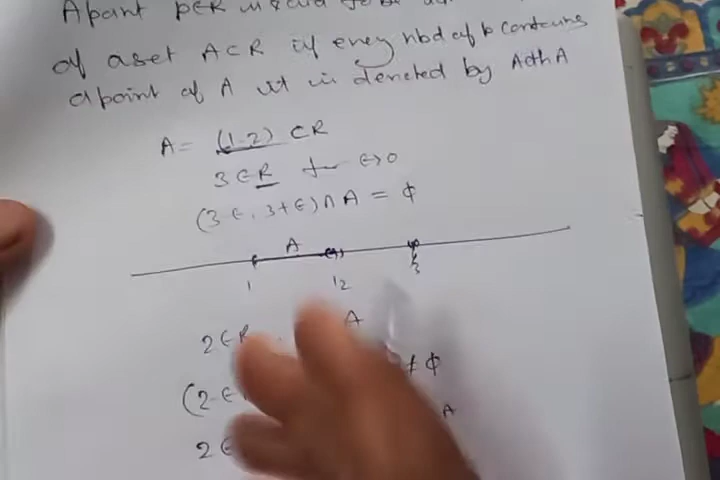 A point p∈R is said to be
of a set A⊂R if every nbd of p contains
a point of A it is denoted by Adh A
A = (1-2) ⊂R
3∈R for ∈>0
(3-∈, 3+∈)∩A = ϕ
A
1 2 3
2∈R A
(2-∈ ≠ ϕ
A
2∈